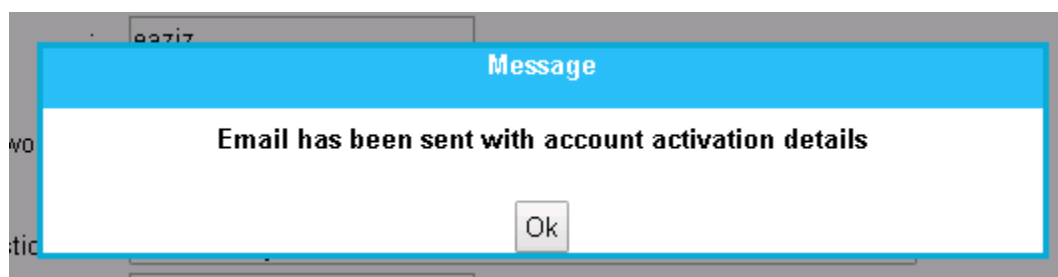 eaziz
Message
Email has been sent with account activation details
Ok